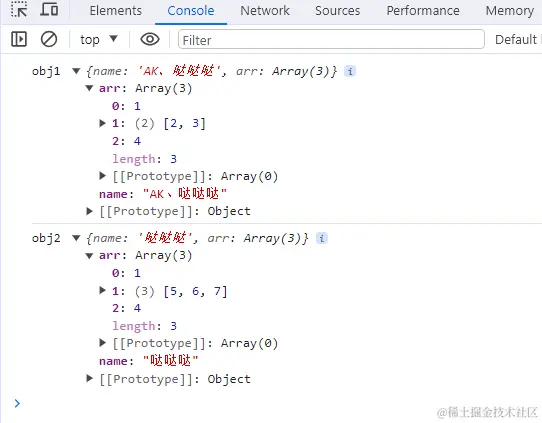 Elements Console Network Sources Performance Memory
top Filter Default l
obj1 {name: 'AK、哒哒哒', arr: Array(3)} i
arr: Array(3)
0: 1
1: (2) [2, 3]
2: 4
length: 3
[[Prototype]]: Array(0)
name: "AK、哒哒哒"
[[Prototype]]: Object
obj2 {name: '哒哒哒', arr: Array(3)} i
arr: Array(3)
0: 1
1: (3) [5, 6, 7]
2: 4
length: 3
[[Prototype]]: Array(0)
name: "哒哒哒"
[[Prototype]]: Object
@稀土掘金技术社区